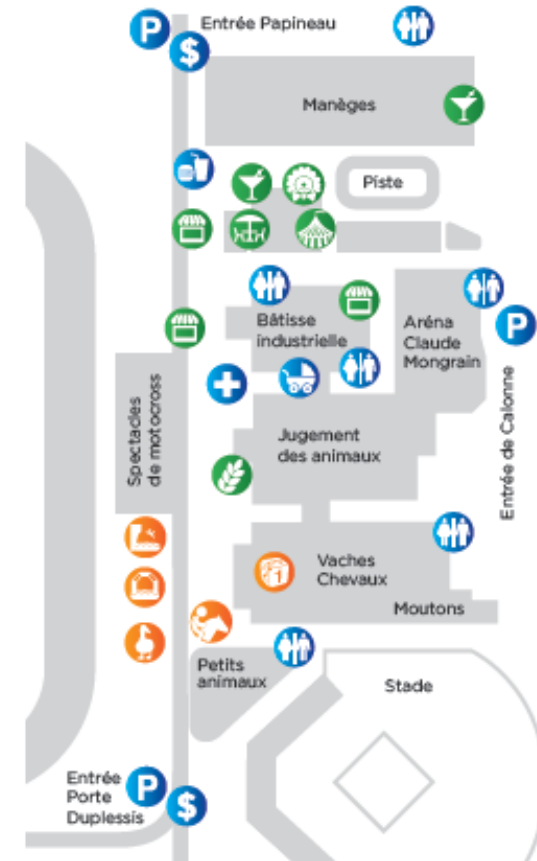 P
Entrée Papineau
$
Manèges
Piste
Bâtisse
industrielle
Aréna
Claude
Mongrain
P
Entrée de Calonne
Spectacles
de motocross
Jugement
des animaux
1
Vaches
Chevaux
Moutons
Petits
animaux
Stade
Entrée
Porte
Duplessis
P
$